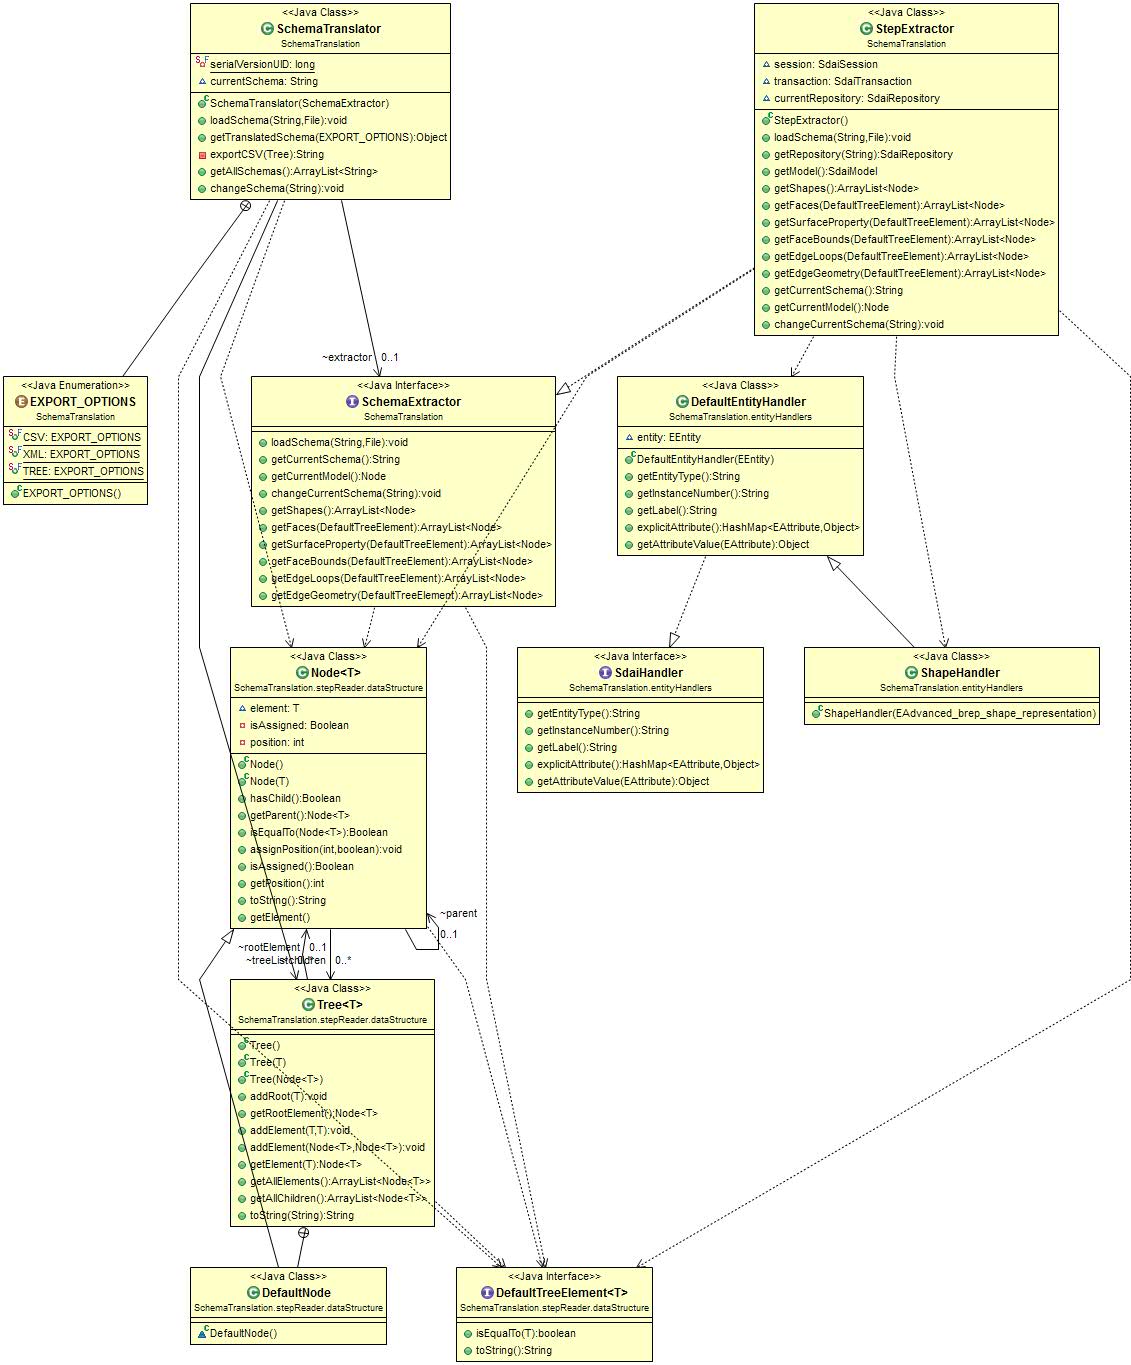 <<Java Class>>
SchemaTranslator
SchemaTranslation
serialVersionUID: long
currentSchema: String
SchemaTranslator(SchemaExtractor)
loadSchema(String,File):void
getTranslatedSchema(EXPORT_OPTIONS):Object
exportCSV(Tree):String
getAllSchemas():ArrayList<String>
changeSchema(String):void
<<Java Class>>
StepExtractor
SchemaTranslation
session: SdaiSession
transaction: SdaiTransaction
currentRepository: SdaiRepository
StepExtractor()
loadSchema(String,File):void
getRepository(String):SdaiRepository
getModel():SdaiModel
getShapes():ArrayList<Node>
getFaces(DefaultTreeElement):ArrayList<Node>
getSurfaceProperty(DefaultTreeElement):ArrayList<Node>
getFaceBounds(DefaultTreeElement):ArrayList<Node>
getEdgeLoops(DefaultTreeElement):ArrayList<Node>
getEdgeGeometry(DefaultTreeElement):ArrayList<Node>
getCurrentSchema():String
getCurrentModel():Node
changeCurrentSchema(String):void
~extractor 0..1
<<Java Enumeration>>
EXPORT_OPTIONS
SchemaTranslation
CSV: EXPORT_OPTIONS
XML: EXPORT_OPTIONS
TREE: EXPORT_OPTIONS
EXPORT_OPTIONS()
<<Java Interface>>
SchemaExtractor
SchemaTranslation
loadSchema(String,File):void
getCurrentSchema():String
getCurrentModel():Node
changeCurrentSchema(String):void
getShapes():ArrayList<Node>
getFaces(DefaultTreeElement):ArrayList<Node>
getSurfaceProperty(DefaultTreeElement):ArrayList<Node>
getFaceBounds(DefaultTreeElement):ArrayList<Node>
getEdgeLoops(DefaultTreeElement):ArrayList<Node>
getEdgeGeometry(DefaultTreeElement):ArrayList<Node>
<<Java Class>>
DefaultEntityHandler
SchemaTranslation.entityHandlers
entity: EEntity
DefaultEntityHandler(EEntity)
getEntityType():String
getInstanceNumber():String
getLabel():String
explicitAttribute():HashMap<EAttribute,Object>
getAttributeValue(EAttribute):Object
<<Java Class>>
Node<T>
SchemaTranslation.stepReader.dataStructure
element: T
isAssigned: Boolean
position: int
Node()
Node(T)
hasChild():Boolean
getParent():Node<T>
isEqualTo(Node<T>):Boolean
assignPosition(int,boolean):void
isAssigned():Boolean
getPosition():int
toString():String
getElement()
<<Java Interface>>
SdaiHandler
SchemaTranslation.entityHandlers
getEntityType():String
getInstanceNumber():String
getLabel():String
explicitAttribute():HashMap<EAttribute,Object>
getAttributeValue(EAttribute):Object
<<Java Class>>
ShapeHandler
SchemaTranslation.entityHandlers
ShapeHandler(EAdvanced_brep_shape_representation)
~parent
0..1
~rootElement 0..1
~treeList 0..*
<<Java Class>>
Tree<T>
SchemaTranslation.stepReader.dataStructure
Tree()
Tree(T)
Tree(Node<T>)
addRoot(T):void
getRootElement():Node<T>
addElement(T,T):void
addElement(Node<T>,Node<T>):void
getElement(T):Node<T>
getAllElements():ArrayList<Node<T>>
getAllChildren():ArrayList<Node<T>>
toString(String):String
<<Java Class>>
DefaultNode
SchemaTranslation.stepReader.dataStructure
DefaultNode()
<<Java Interface>>
DefaultTreeElement<T>
SchemaTranslation.stepReader.dataStructure
isEqualTo(T):boolean
toString():String